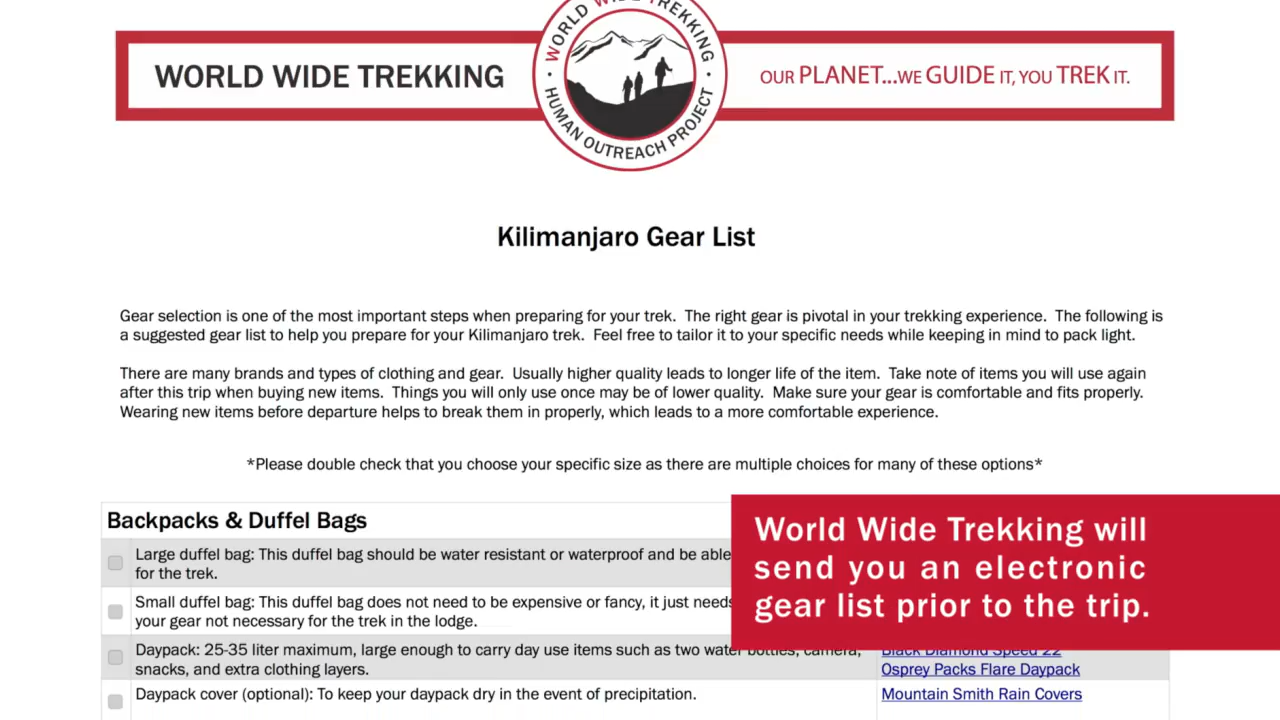 WORLD WIDE TREKKING
WORLD WIDE TREKKING
· HUMAN OUTREACH PROJECT ·
OUR PLANET...WE GUIDE IT, YOU TREK IT.
Kilimanjaro Gear List
Gear selection is one of the most important steps when preparing for your trek. The right gear is pivotal in your trekking experience. The following is
a suggested gear list to help you prepare for your Kilimanjaro trek. Feel free to tailor it to your specific needs while keeping in mind to pack light.
There are many brands and types of clothing and gear. Usually higher quality leads to longer life of the item. Take note of items you will use again
after this trip when buying new items. Things you will only use once may be of lower quality. Make sure your gear is comfortable and fits properly.
Wearing new items before departure helps to break them in properly, which leads to a more comfortable experience.
*Please double check that you choose your specific size as there are multiple choices for many of these options*
Backpacks & Duffel Bags
Large duffel bag: This duffel bag should be water resistant or waterproof and be able
for the trek.
Small duffel bag: This duffel bag does not need to be expensive or fancy, it just needs
your gear not necessary for the trek in the lodge.
World Wide Trekking will
send you an electronic
gear list prior to the trip.
Daypack: 25-35 liter maximum, large enough to carry day use items such as two water bottles, camera,
snacks, and extra clothing layers.
Black Diamond Speed 22
Osprey Packs Flare Daypack
Daypack cover (optional): To keep your daypack dry in the event of precipitation.
Mountain Smith Rain Covers